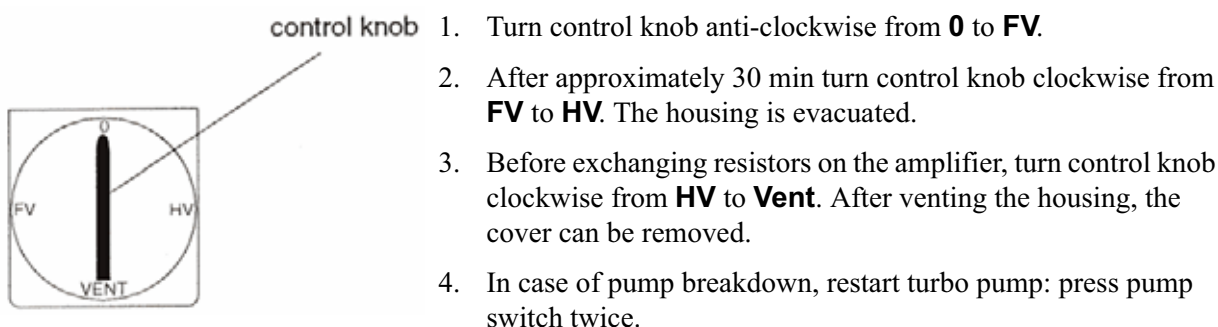 control knob
0
FV
HV
VENT
1. Turn control knob anti-clockwise from 0 to FV.
2. After approximately 30 min turn control knob clockwise from
FV to HV. The housing is evacuated.
3. Before exchanging resistors on the amplifier, turn control knob
clockwise from HV to Vent. After venting the housing, the
cover can be removed.
4. In case of pump breakdown, restart turbo pump: press pump
switch twice.